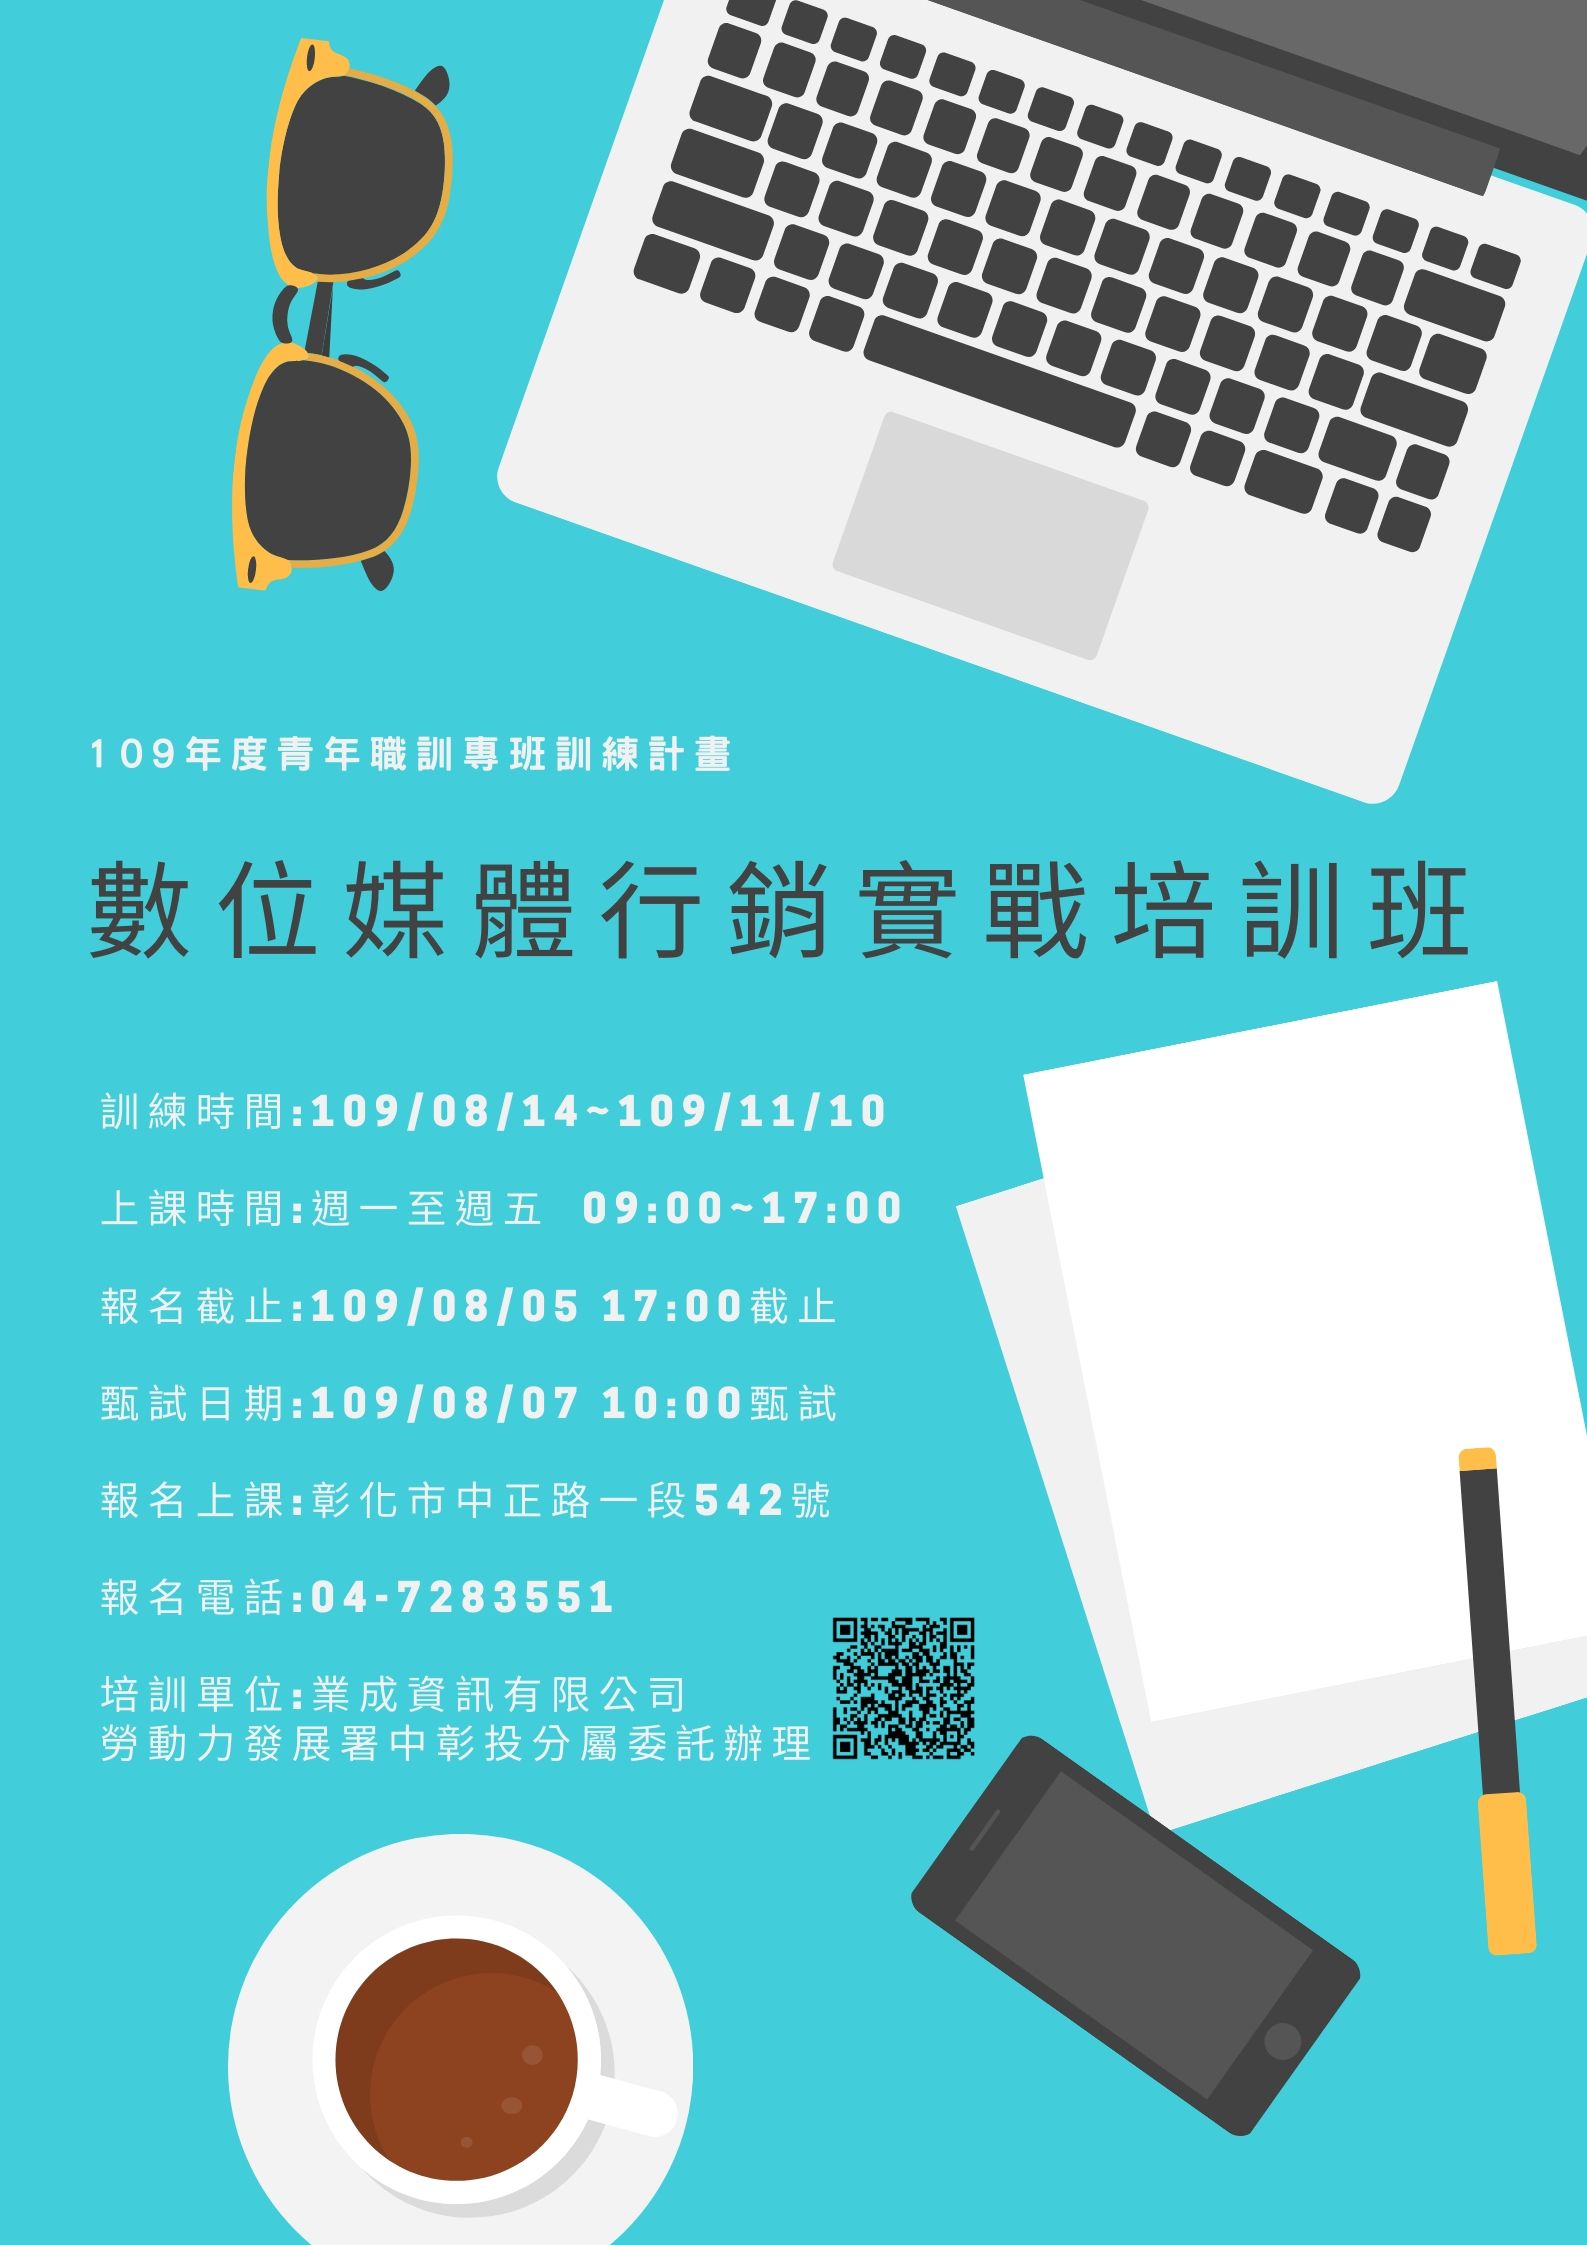 109年度青年職訓專班訓練計畫
數位媒體行銷實戰培訓班
訓練時間:109/08/14~109/11/10
上課時間:週一至週五 09:00~17:00
報名截止:109/08/05 17:00截止
甄試日期:109/08/07 10:00甄試
報名上課:彰化市中正路一段542號
報名電話:04-7283551
培訓單位:業成資訊有限公司
勞動力發展署中彰投分屬委託辦理